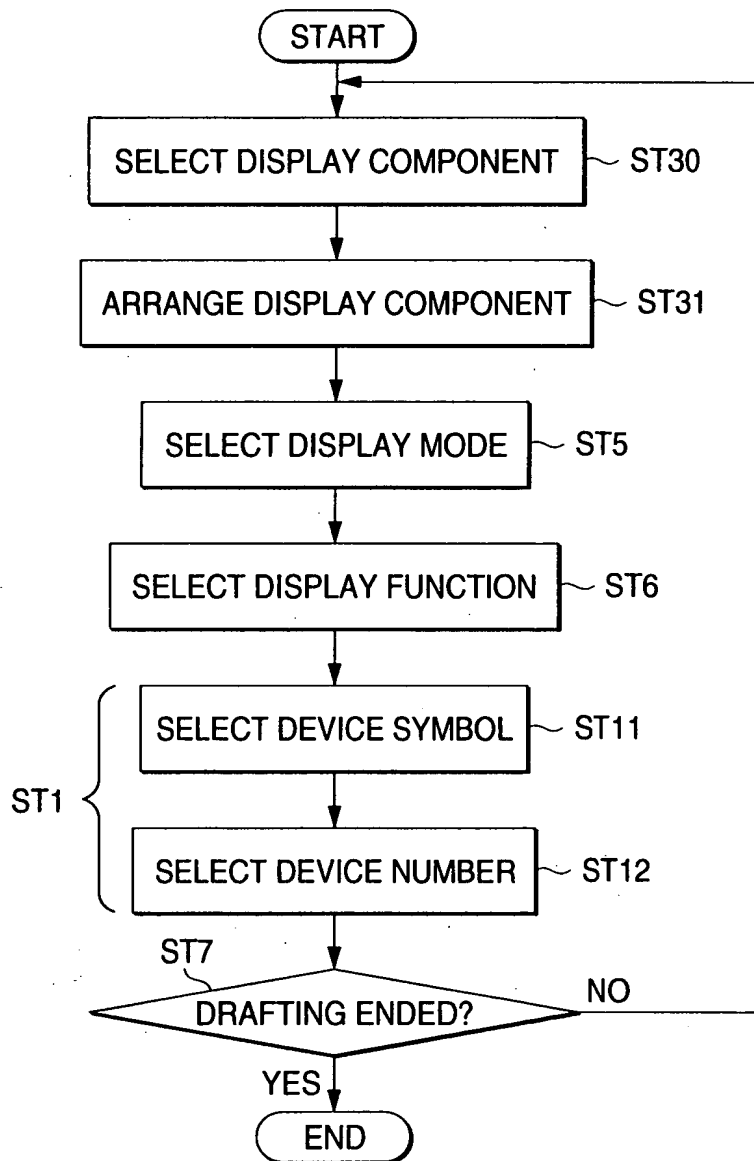 START
SELECT DISPLAY COMPONENT ST30
ARRANGE DISPLAY COMPONENT ST31
SELECT DISPLAY MODE ST5
SELECT DISPLAY FUNCTION ST6
SELECT DEVICE SYMBOL ST11
ST1
SELECT DEVICE NUMBER ST12
ST7
DRAFTING ENDED? NO
YES
END